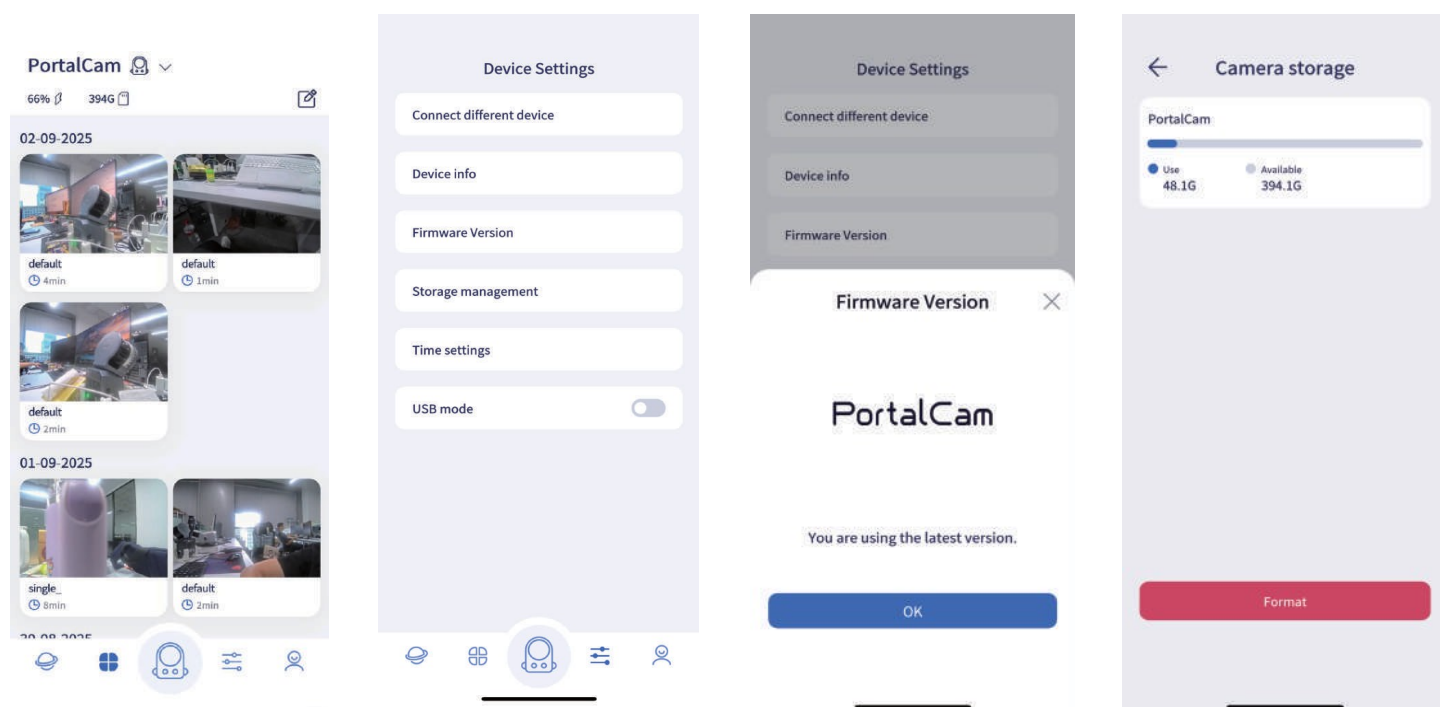 PortalCam
66% 394G
02-09-2025
default default
4min 1min
default
2min
01-09-2025
single_ default
8min 2min
Device Settings
Connect different device
Device info
Firmware Version
Storage management
Time settings
USB mode
Device Settings
Connect different device
Device info
Firmware Version
Firmware Version
PortalCam
You are using the latest version.
OK
Camera storage
PortalCam
Use Available
48.1G 394.1G
Format